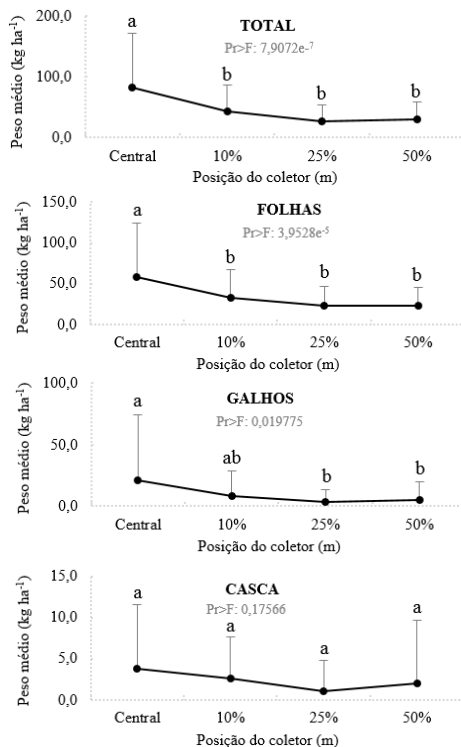 TOTAL
Pr>F: 7,9072e-7
Peso médio (kg ha-1)
200,0
100,0
0,0
a
b
b
b
Central
10%
25%
50%
Posição do coletor (m)
FOLHAS
Pr>F: 3,9528e-5
Peso médio (kg ha-1)
150,0
100,0
50,0
0,0
a
b
b
b
Central
10%
25%
50%
Posição do coletor (m)
GALHOS
Pr>F: 0,019775
Peso médio (kg ha-1)
100,0
50,0
0,0
a
ab
b
b
Central
10%
25%
50%
Posição do coletor (m)
CASCA
Pr>F: 0,17566
Peso médio (kg ha-1)
15,0
10,0
5,0
0,0
a
a
a
a
Central
10%
25%
50%
Posição do coletor (m)